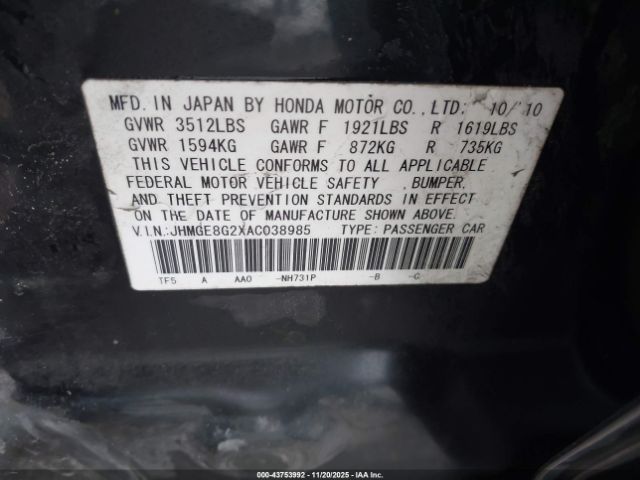 MFD. IN JAPAN BY HONDA MOTOR CO., LTD. 10/10
GVWR 3512LBS GAWR F 1921LBS R 1619LBS
GVWR 1594KG GAWR F 872KG R 735KG
THIS VEHICLE CONFORMS TO ALL APPLICABLE
FEDERAL MOTOR VEHICLE SAFETY ,BUMPER,
AND THEFT PREVENTION STANDARDS IN EFFECT
ON THE DATE OF MANUFACTURE SHOWN ABOVE.
V.I.N.:JHMGE8G2XAC038985 TYPE: PASSENGER CAR
TF5 A AA0 -NH731P -B -G
000-43753992 | 11/20/2025 | IAA Inc.